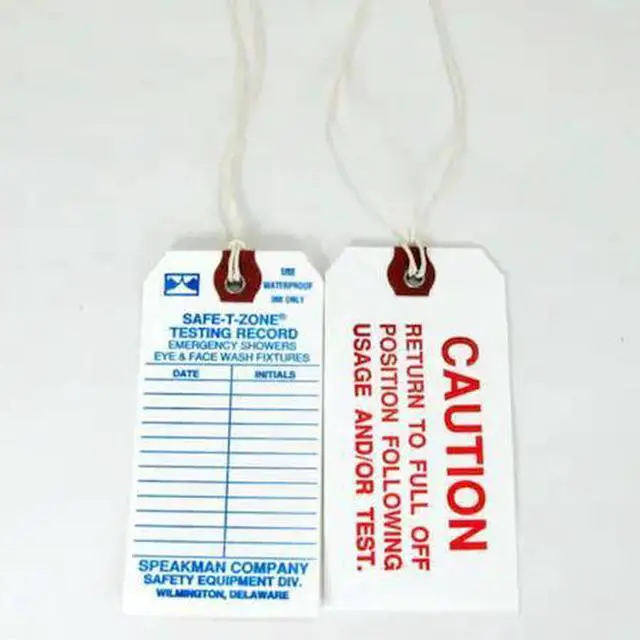 USE
WATERPROOF
INK ONLY
SAFE-T-ZONE®
TESTING RECORD
EMERGENCY SHOWERS
EYE & FACE WASH FIXTURES
DATE INITIALS
SPEAKMAN COMPANY
SAFETY EQUIPMENT DIV.
WILMINGTON, DELAWARE
CAUTION
RETURN TO FULL OFF
POSITION FOLLOWING
USAGE AND/OR TEST.